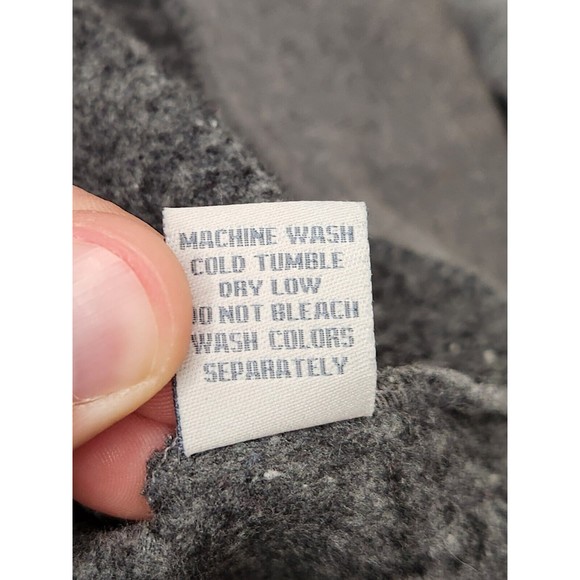 MACHINE WASH
COLD TUMBLE
DRY LOW
DO NOT BLEACH
WASH COLORS
SEPARATELY